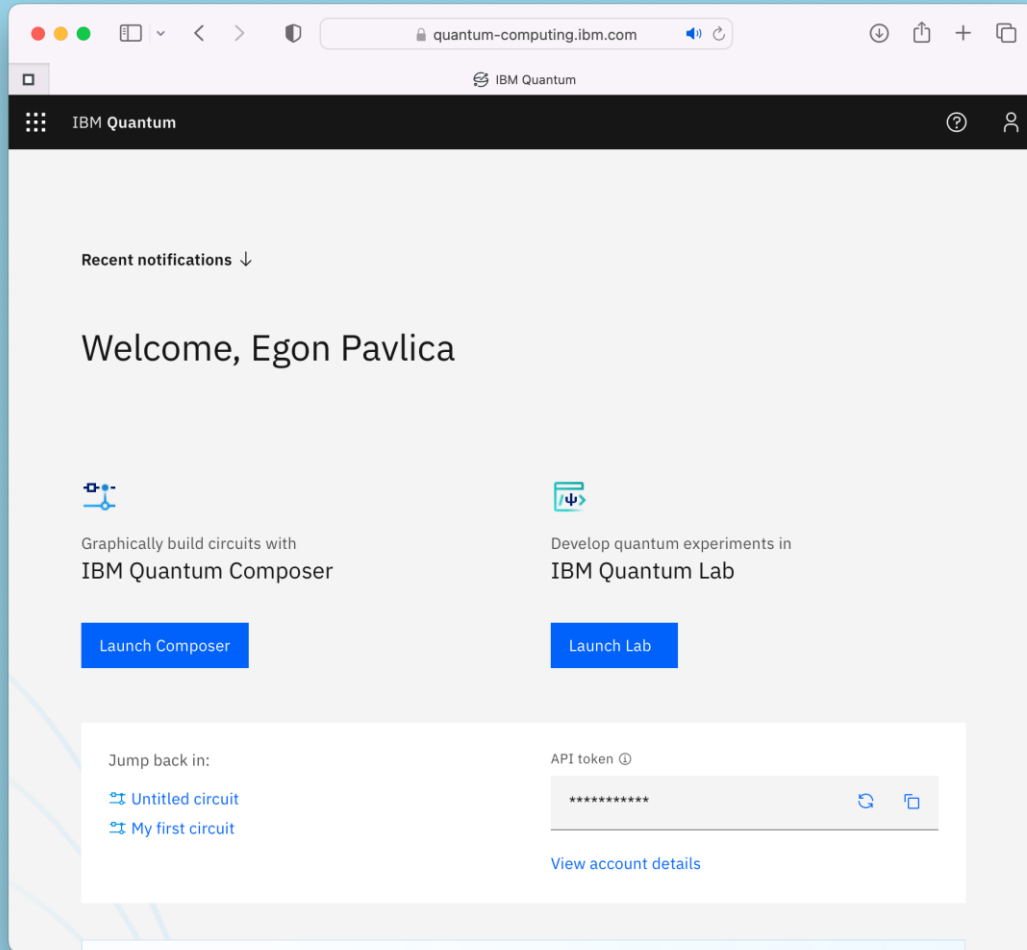 quantum-computing.ibm.com
IBM Quantum
IBM Quantum
Recent notifications ↓
Welcome, Egon Pavlica
Graphically build circuits with
IBM Quantum Composer
Launch Composer
Develop quantum experiments in
IBM Quantum Lab
Launch Lab
Jump back in:
Untitled circuit
My first circuit
API token
***********
View account details